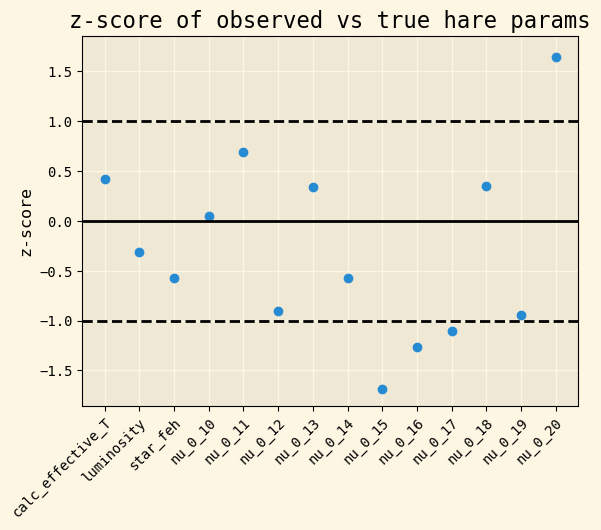 z-score of observed vs true hare params
z-score
1.5
1.0
0.5
0.0
−0.5
−1.0
−1.5
calc_effective_T
luminosity
star_feh
nu_0_10
nu_0_11
nu_0_12
nu_0_13
nu_0_14
nu_0_15
nu_0_16
nu_0_17
nu_0_18
nu_0_19
nu_0_20